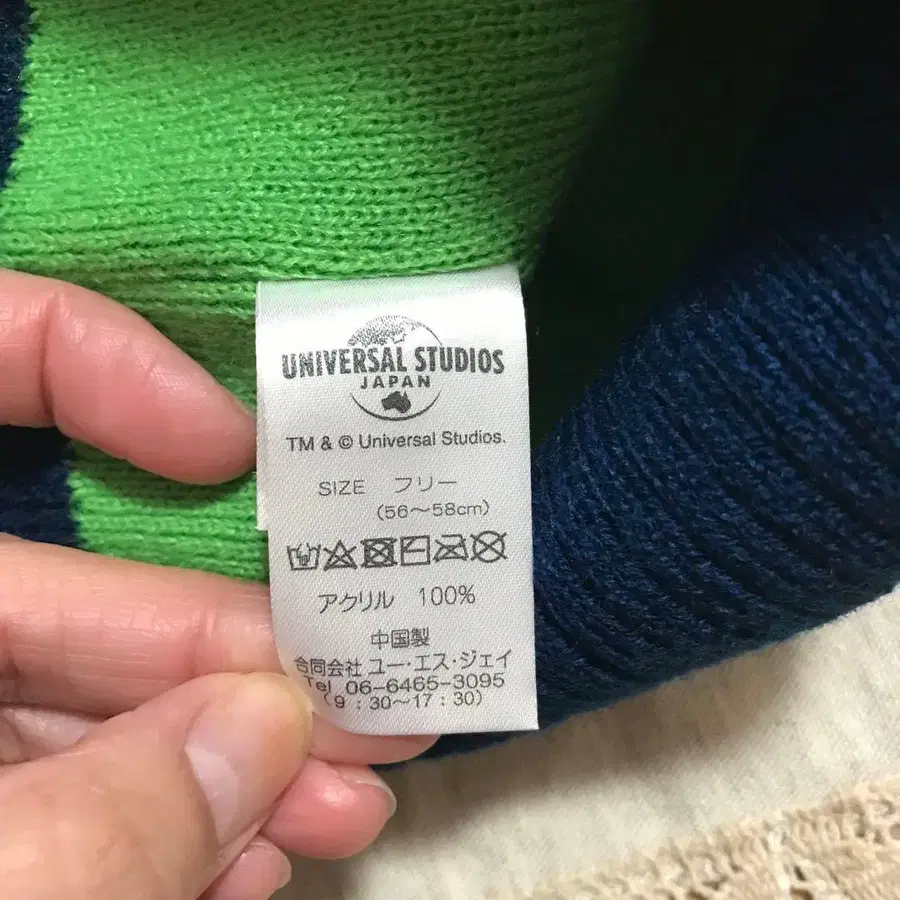 UNIVERSAL STUDIOS
JAPAN
TM & © Universal Studios.
SIZE フリー
(56～58cm)
アクリル 100%
中国製
合同会社 ユー・エス・ジェイ
Tel 06-6465-3095
(9:30～17:30)